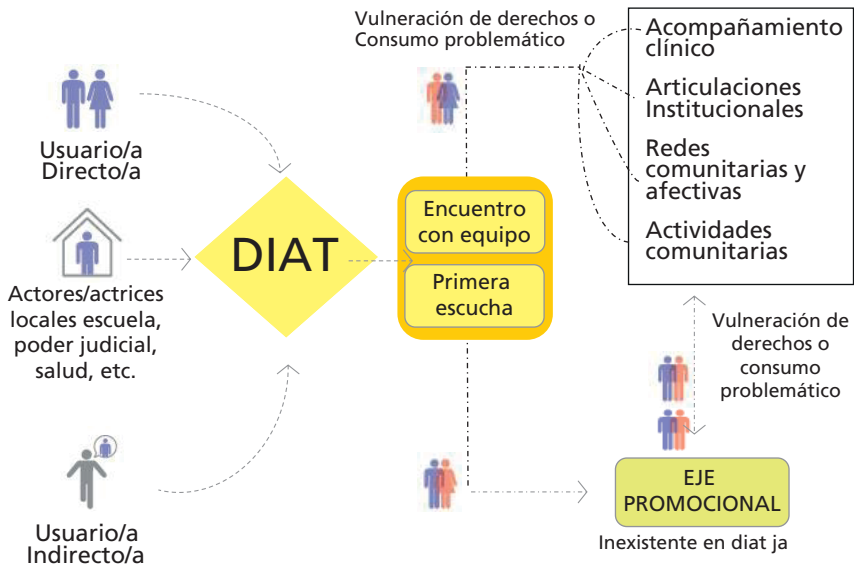 Usuario/a
Directo/a
Actores/actrices
locales escuela,
poder judicial,
salud, etc.
Usuario/a
Indirecto/a
DIAT
Encuentro
con equipo
Primera
escucha
Vulneración de derechos o
Consumo problemático
Acompañamiento
clínico
Articulaciones
Institucionales
Redes
comunitarias y
afectivas
Actividades
comunitarias
Vulneración de
derechos o
consumo
problemático
EJE
PROMOCIONAL
Inexistente en diat ja